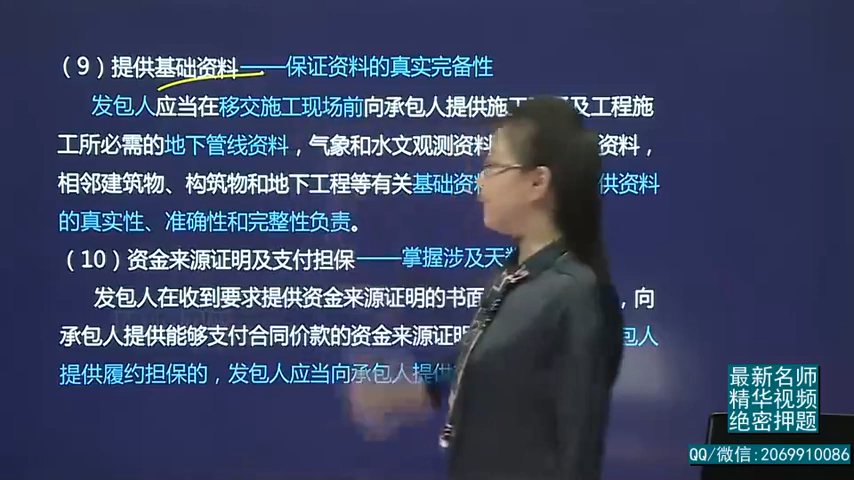 （9）提供基础资料——保证资料的真实完备性
发包人应当在移交施工现场前向承包人提供施工 及工程施
工所必需的地下管线资料，气象和水文观测资料 资料，
相邻建筑物、构筑物和地下工程等有关基础资 供资料
的真实性、准确性和完整性负责。
（10）资金来源证明及支付担保——掌握涉及天
发包人在收到要求提供资金来源证明的书面 ，向
承包人提供能够支付合同价款的资金来源证明 包人
提供履约担保的，发包人应当向承包人提供
最新名师
精华视频
绝密押题
QQ/微信:2069910086